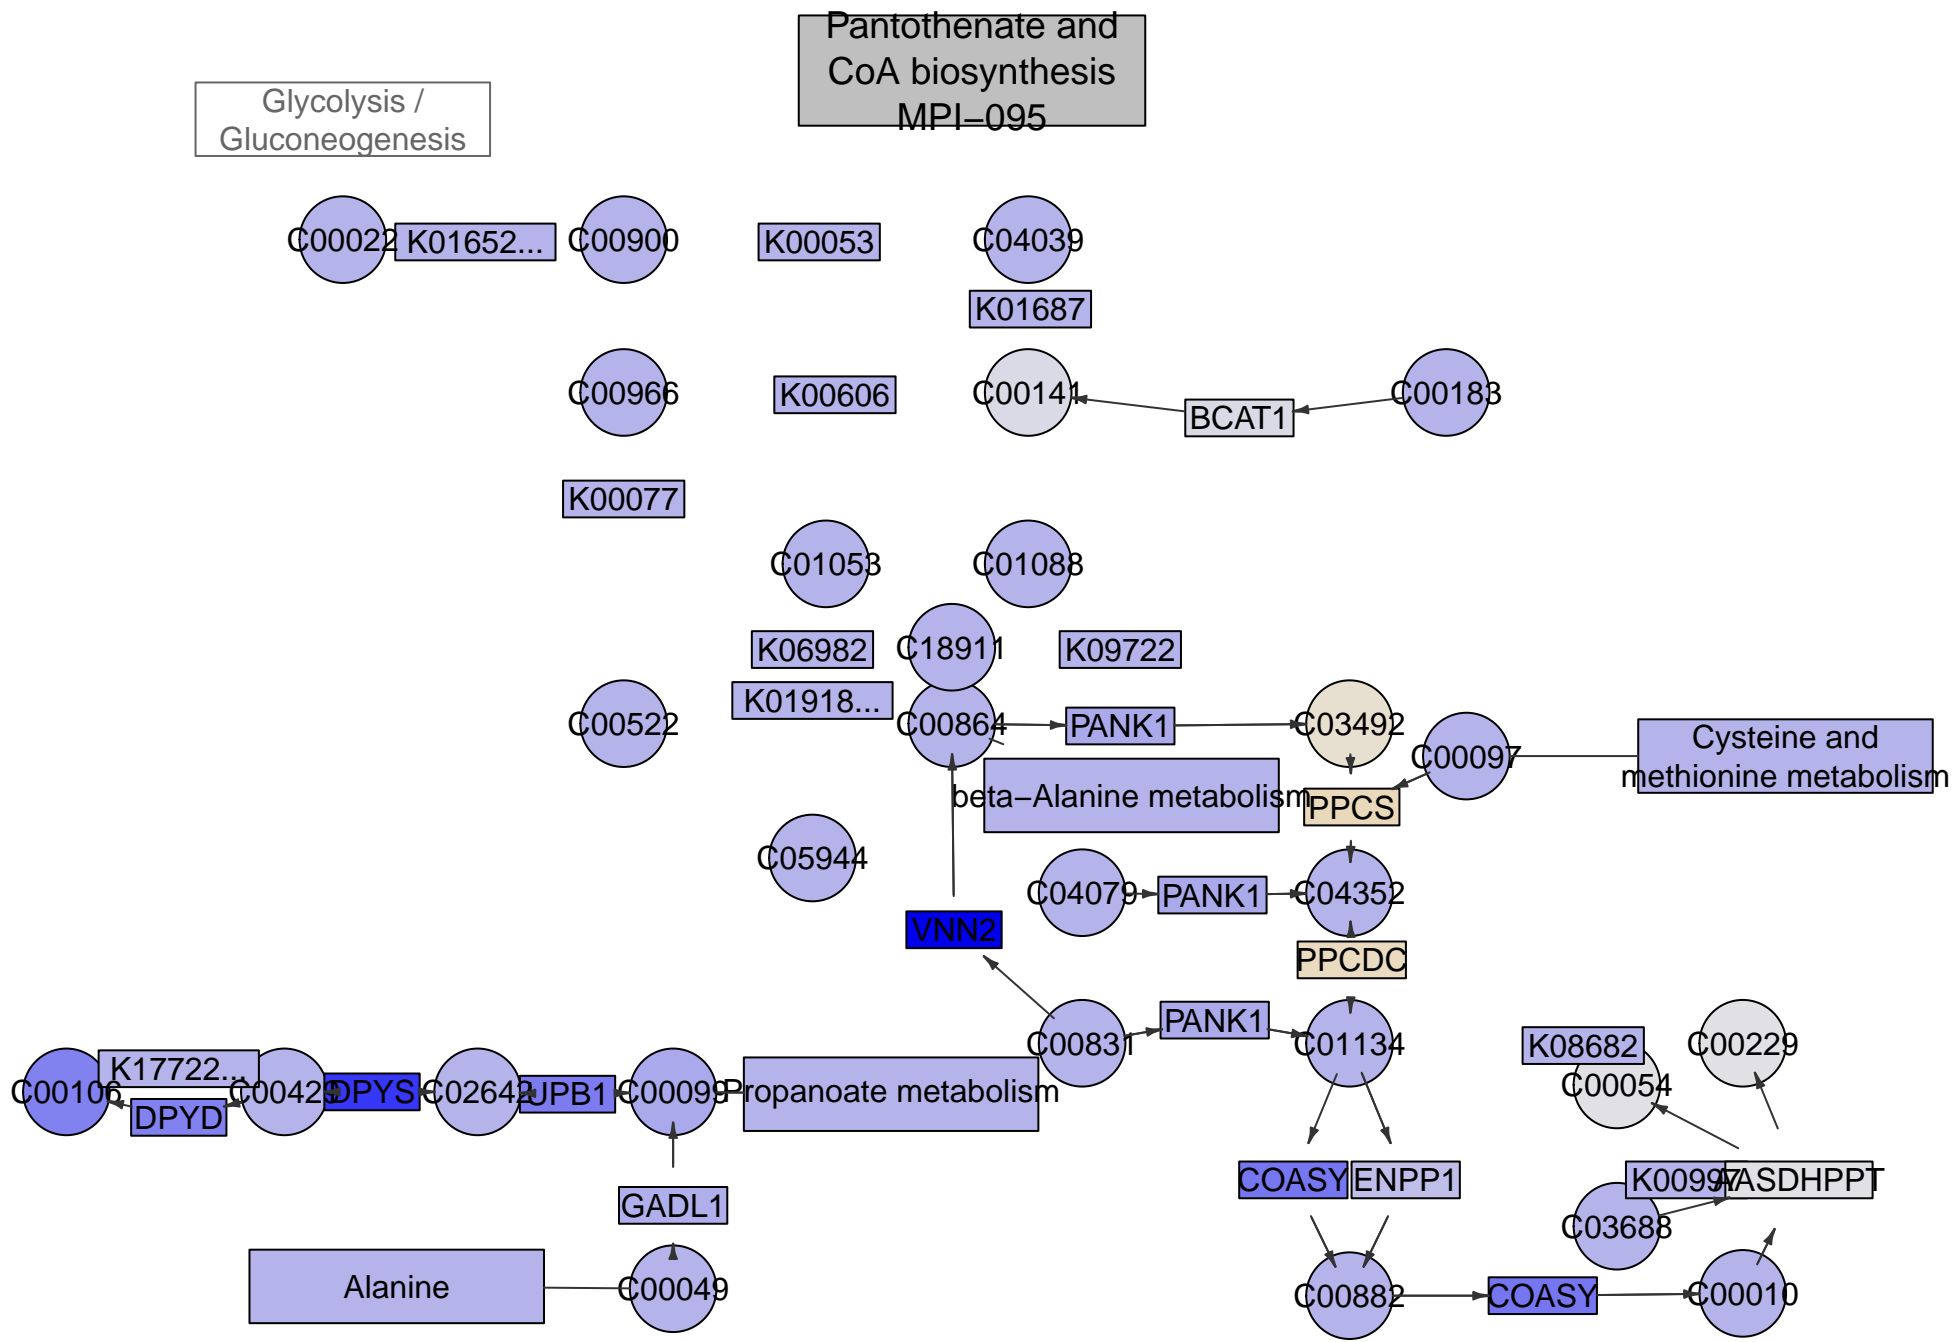 Pantothenate and
CoA biosynthesis
MPI−095
Glycolysis /
Gluconeogenesis
C00022
K01652...
C00900
K00053
C04039
K01687
C00966
K00606
C00141
BCAT1
C00183
K00077
C01053
C01088
K06982
C18911
K09722
K01918...
C00522
C00864
PANK1
C03492
C00097
Cysteine and
methionine metabolism
beta−Alanine metabolism
PPCS
C05944
C04079
PANK1
C04352
VNN2
PPCDC
C00831
PANK1
C01134
K08682
C00229
C00054
C00106
K17722...
DPYD
C00429
DPYS
C02642
UPB1
C00099
Propanoate metabolism
COASY
ENPP1
K00997
AASDHPPT
GADL1
C03688
Alanine
C00049
C00882
COASY
C00010